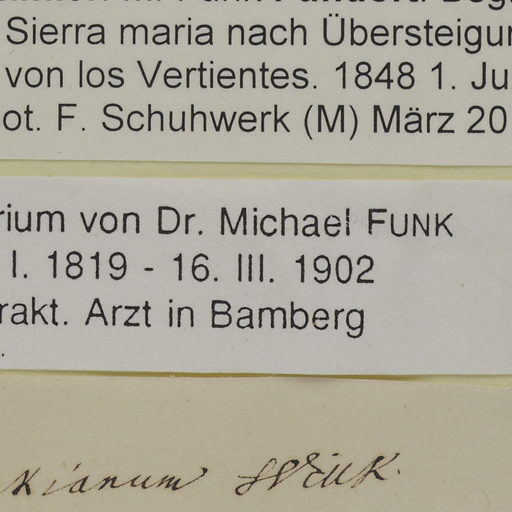 Sierra maria nach Übersteigu
von los Vertientes. 1848 1. Ju
ot. F. Schuhwerk (M) März 20
rium von Dr. Michael FUNK
I. 1819 - 16. III. 1902
rakt. Arzt in Bamberg
kianum